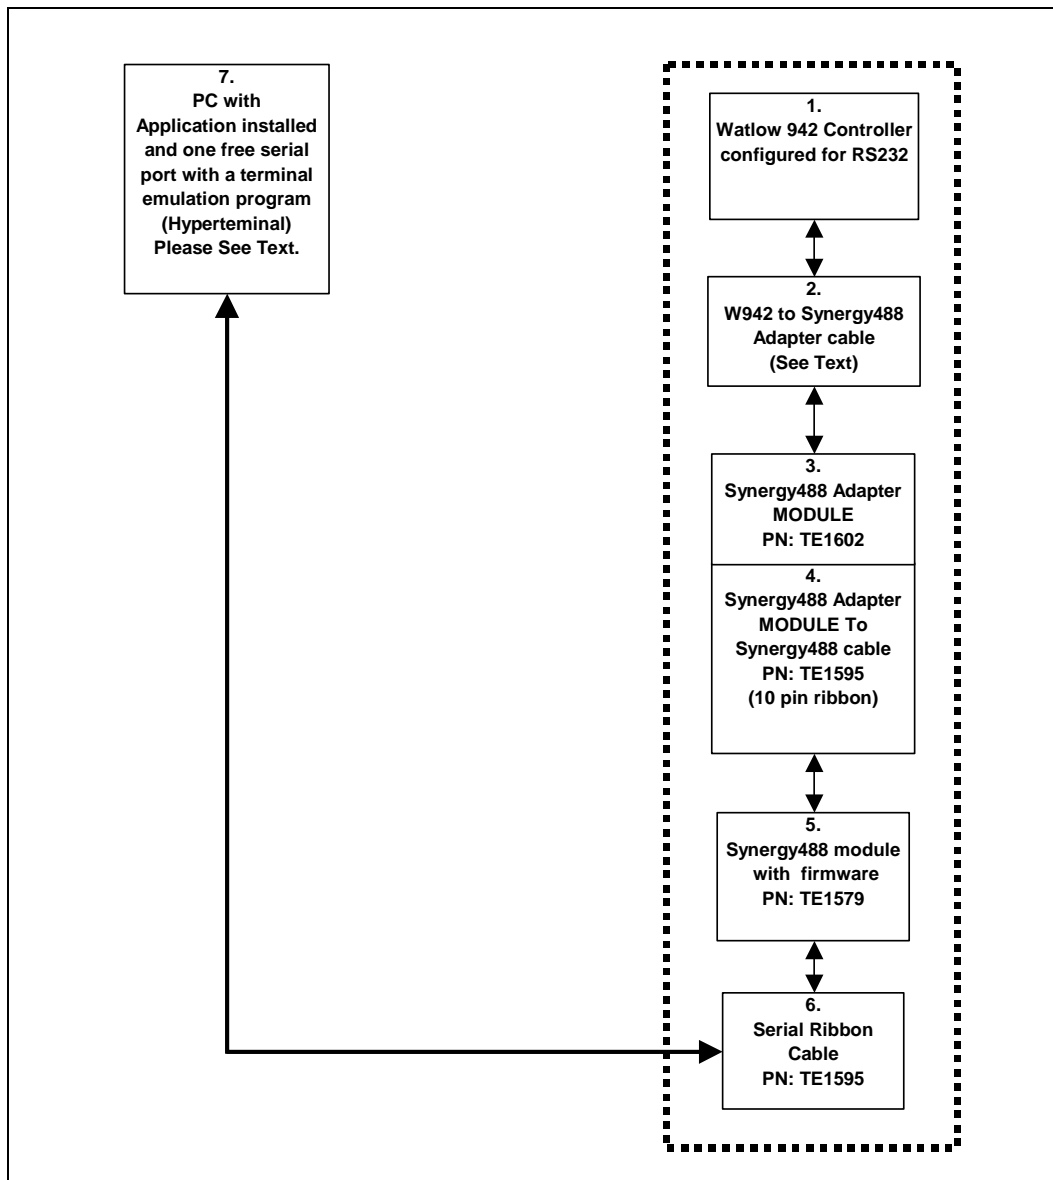 7.
PC with
Application installed
and one free serial
port with a terminal
emulation program
(Hyperteminal)
Please See Text.
1.
Watlow 942 Controller
configured for RS232
2.
W942 to Synergy488
Adapter cable
(See Text)
3.
Synergy488 Adapter
MODULE
PN: TE1602
4.
Synergy488 Adapter
MODULE To
Synergy488 cable
PN: TE1595
(10 pin ribbon)
5.
Synergy488 module
with firmware
PN: TE1579
6.
Serial Ribbon
Cable
PN: TE1595